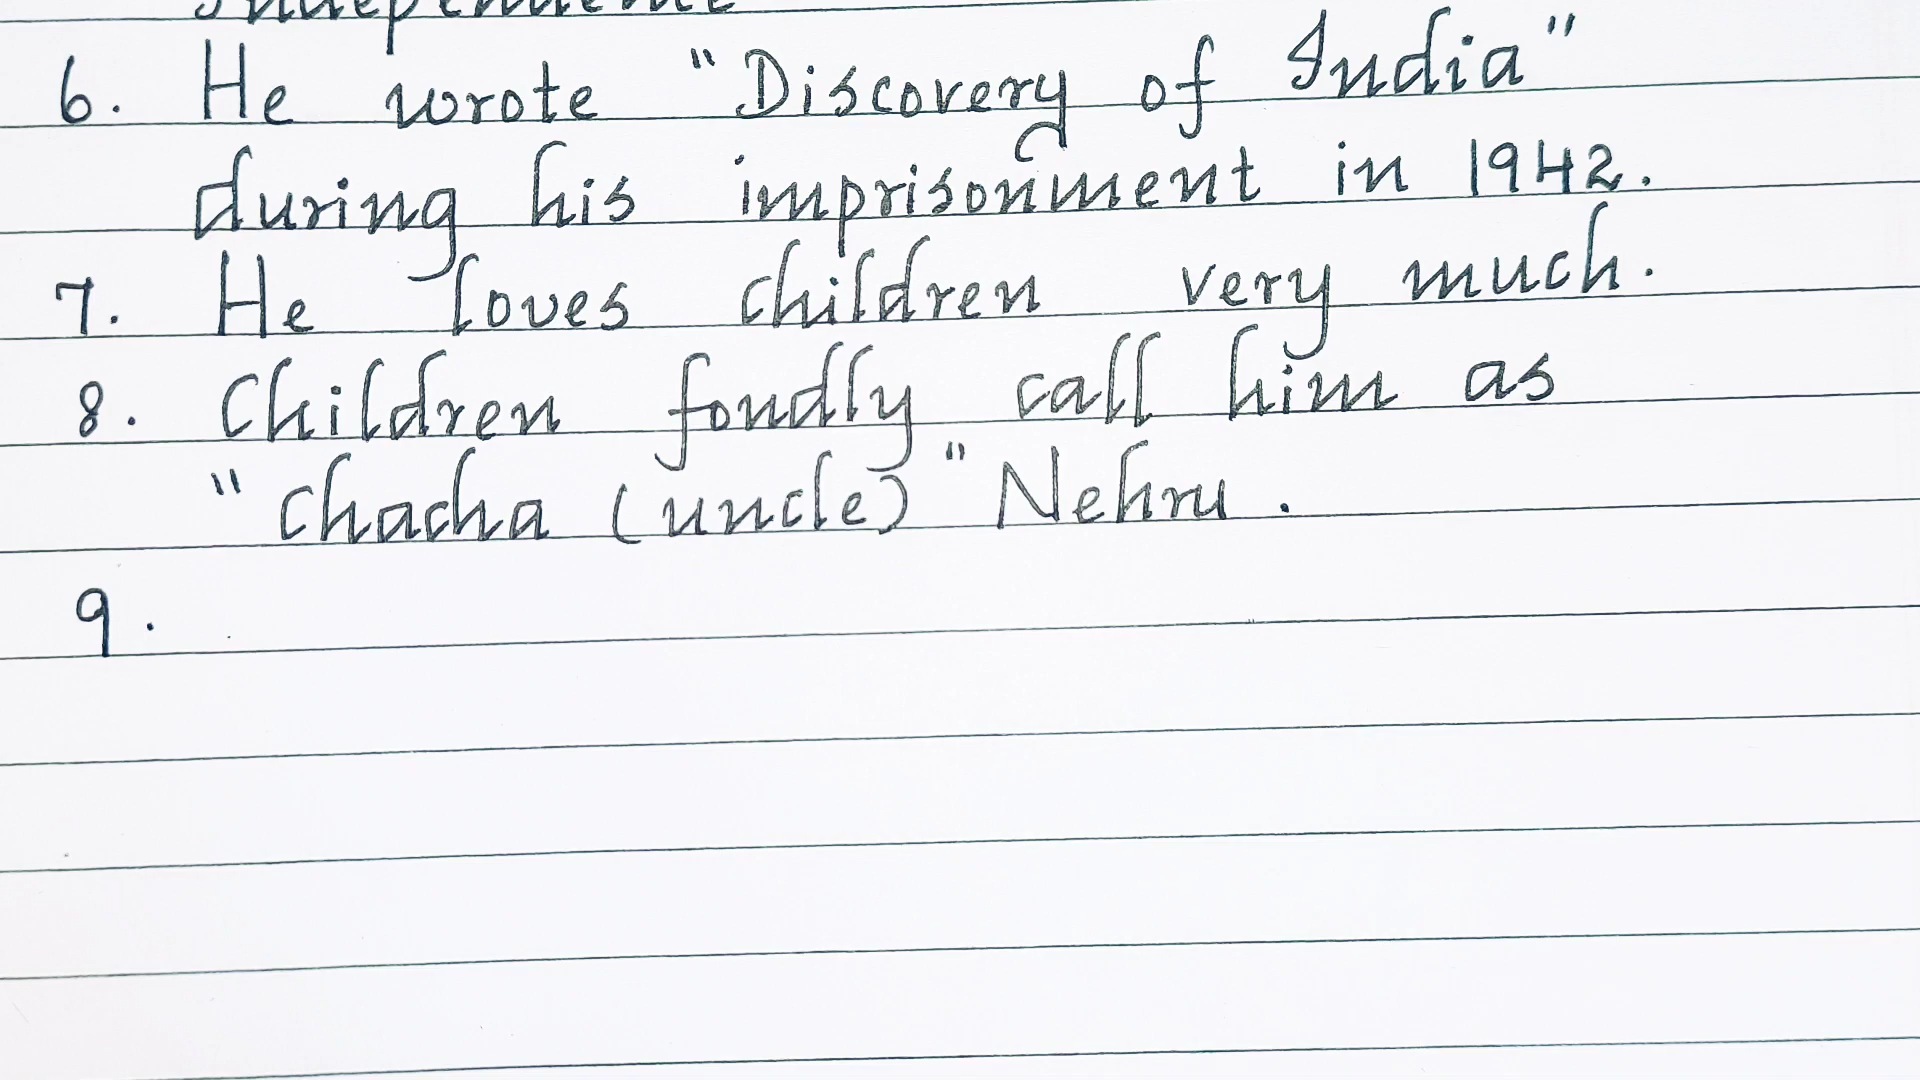 Independence
6. He wrote "Discovery of India"
during his imprisonment in 1942.
7. He loves children very much.
8. Children fondly call him as
"Chacha (uncle)" Nehru.
9.